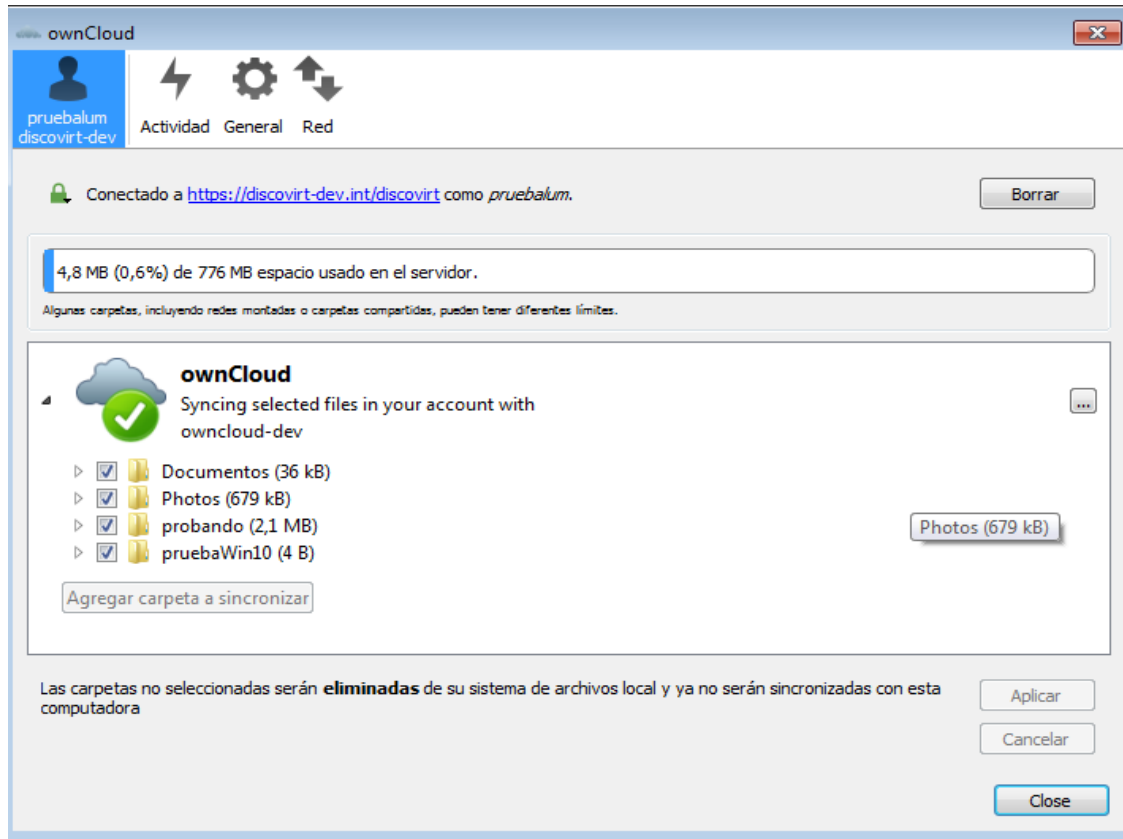 ownCloud
pruebalum
discovirt-dev
Actividad
General
Red
Conectado a https://discovirt-dev.int/discovirt como pruebalum.
Borrar
4,8 MB (0,6%) de 776 MB espacio usado en el servidor.
Algunas carpetas, incluyendo redes montadas o carpetas compartidas, pueden tener diferentes límites.
ownCloud
Syncing selected files in your account with
owncloud-dev
...
Documentos (36 kB)
Photos (679 kB)
probando (2,1 MB)
Photos (679 kB)
pruebaWin10 (4 B)
Agregar carpeta a sincronizar
Las carpetas no seleccionadas serán eliminadas de su sistema de archivos local y ya no serán sincronizadas con esta
computadora
Aplicar
Cancelar
Close